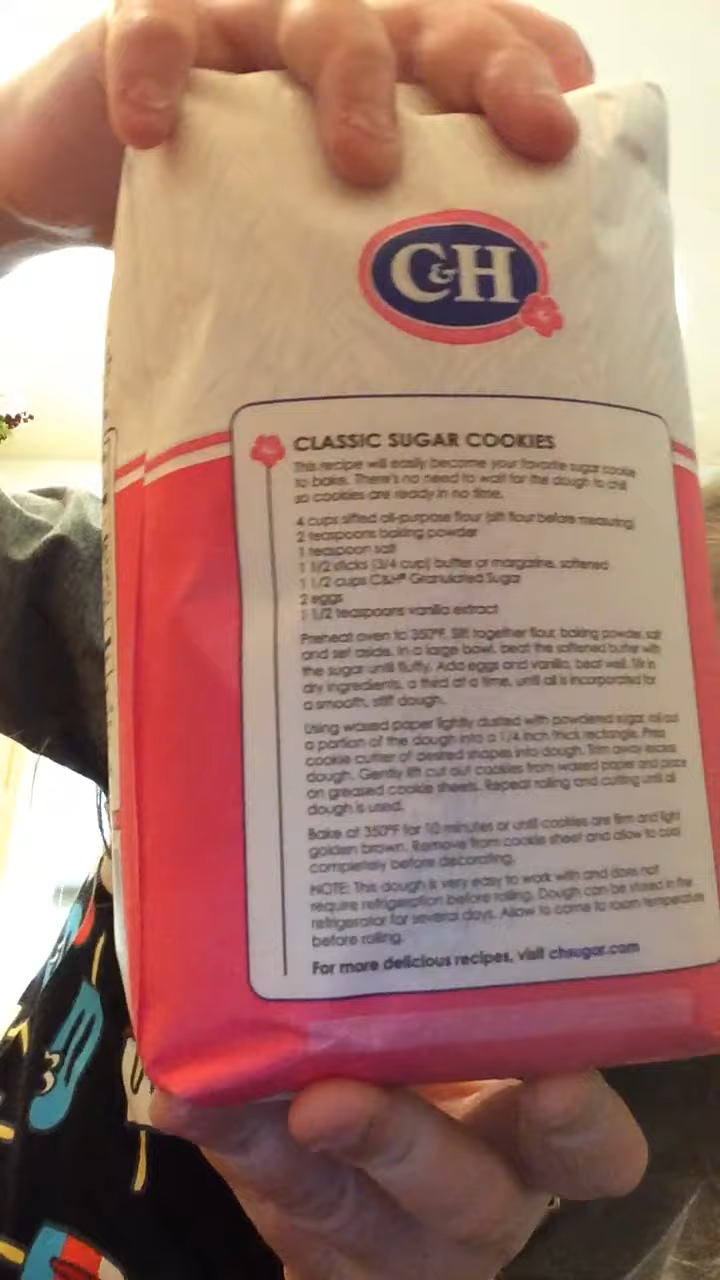 C&H
CLASSIC SUGAR COOKIES
This recipe will easily become your favorite sugar cookie
to bake. There's no need to wait for the dough to chill
so cookies are ready in no time.
4 cups sifted all-purpose flour (sift flour before measuring)
2 teaspoons baking powder
1 teaspoon salt
1 1/2 sticks (3/4 cup) butter or margarine, softened
1 1/2 cups C&H® Granulated Sugar
2 eggs
1 1/2 teaspoons vanilla extract
Preheat oven to 350°F. Sift together flour, baking powder, salt
and set aside. In a large bowl, beat the softened butter with
the sugar until fluffy. Add eggs and vanilla, beat well. Stir in
dry ingredients, a third at a time, until all is incorporated for
a smooth, stiff dough.
Using waxed paper lightly dusted with powdered sugar, roll out
a portion of the dough into a 1/4 inch thick rectangle. Press
cookie cutter of desired shapes into dough. Trim away excess
dough. Gently lift cut out cookies from waxed paper and place
on greased cookie sheets. Repeat rolling and cutting until all
dough is used.
Bake at 350°F for 10 minutes or until cookies are firm and light
golden brown. Remove from cookie sheet and allow to cool
completely before decorating.
NOTE: This dough is very easy to work with and does not
require refrigeration before rolling. Dough can be stored in the
refrigerator for several days. Allow to come to room temperature
before rolling.
For more delicious recipes, visit chsugar.com